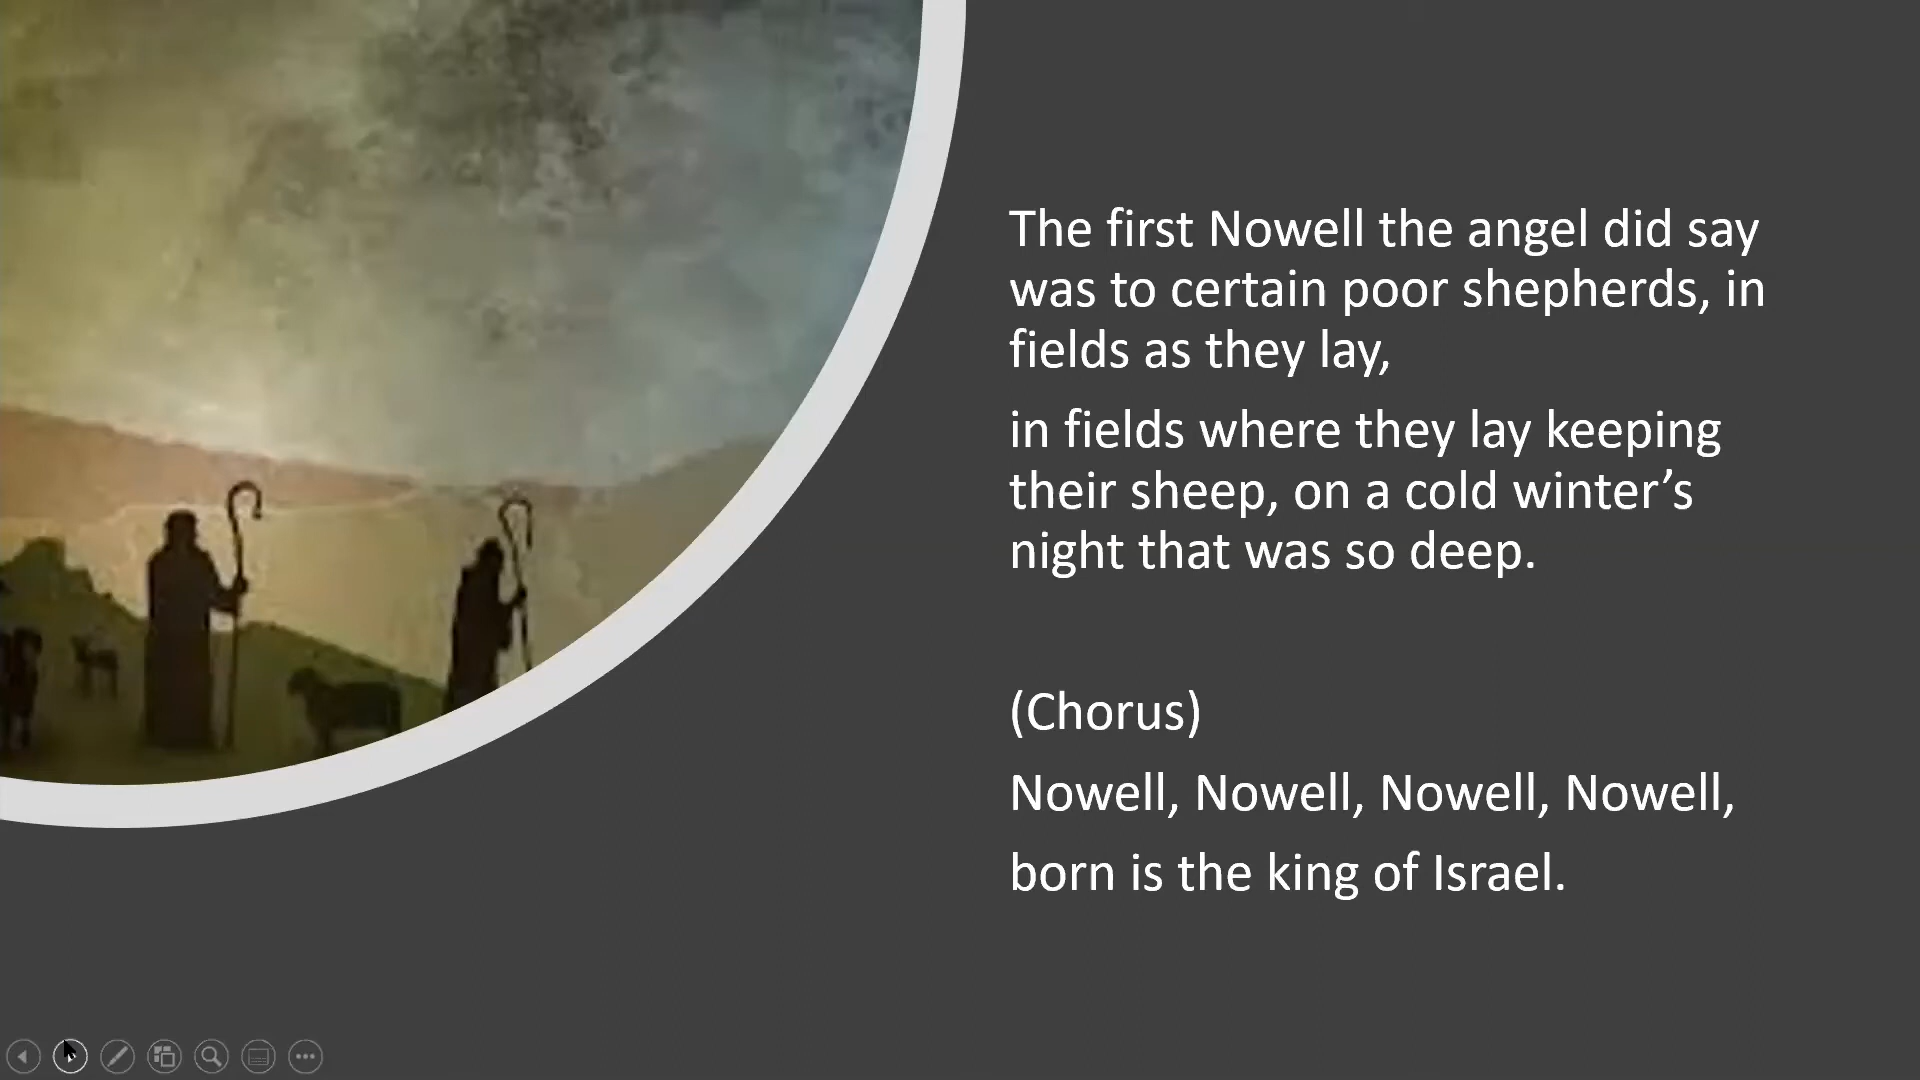 The first Nowell the angel did say
was to certain poor shepherds, in
fields as they lay,
in fields where they lay keeping
their sheep, on a cold winter’s
night that was so deep.
(Chorus)
Nowell, Nowell, Nowell, Nowell,
born is the king of Israel.